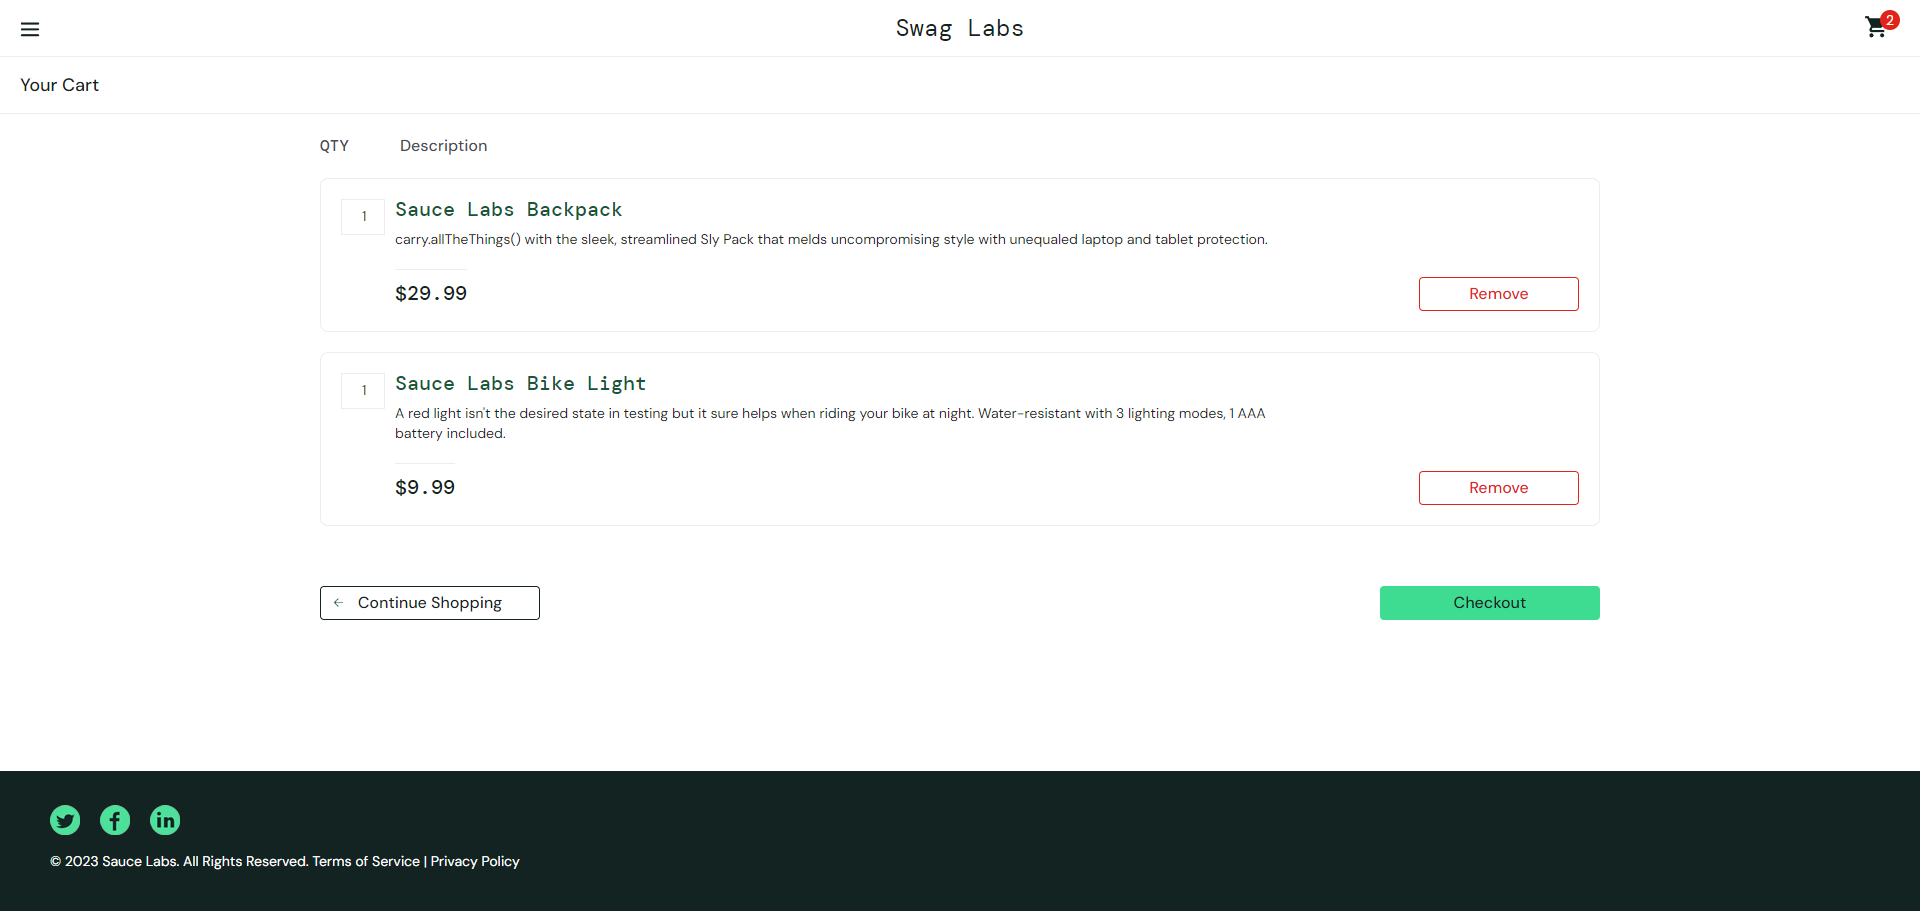 Swag Labs
2
Your Cart
QTY Description
1
Sauce Labs Backpack
carry.allTheThings() with the sleek, streamlined Sly Pack that melds uncompromising style with unequaled laptop and tablet protection.
$29.99
Remove
1
Sauce Labs Bike Light
A red light isn't the desired state in testing but it sure helps when riding your bike at night. Water-resistant with 3 lighting modes, 1 AAA
battery included.
$9.99
Remove
Continue Shopping
Checkout
© 2023 Sauce Labs. All Rights Reserved. Terms of Service | Privacy Policy